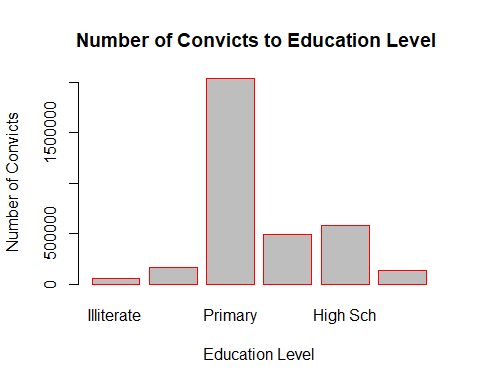 Number of Convicts to Education Level
Number of Convicts
1500000
500000
0
Illiterate
Primary
High Sch
Education Level